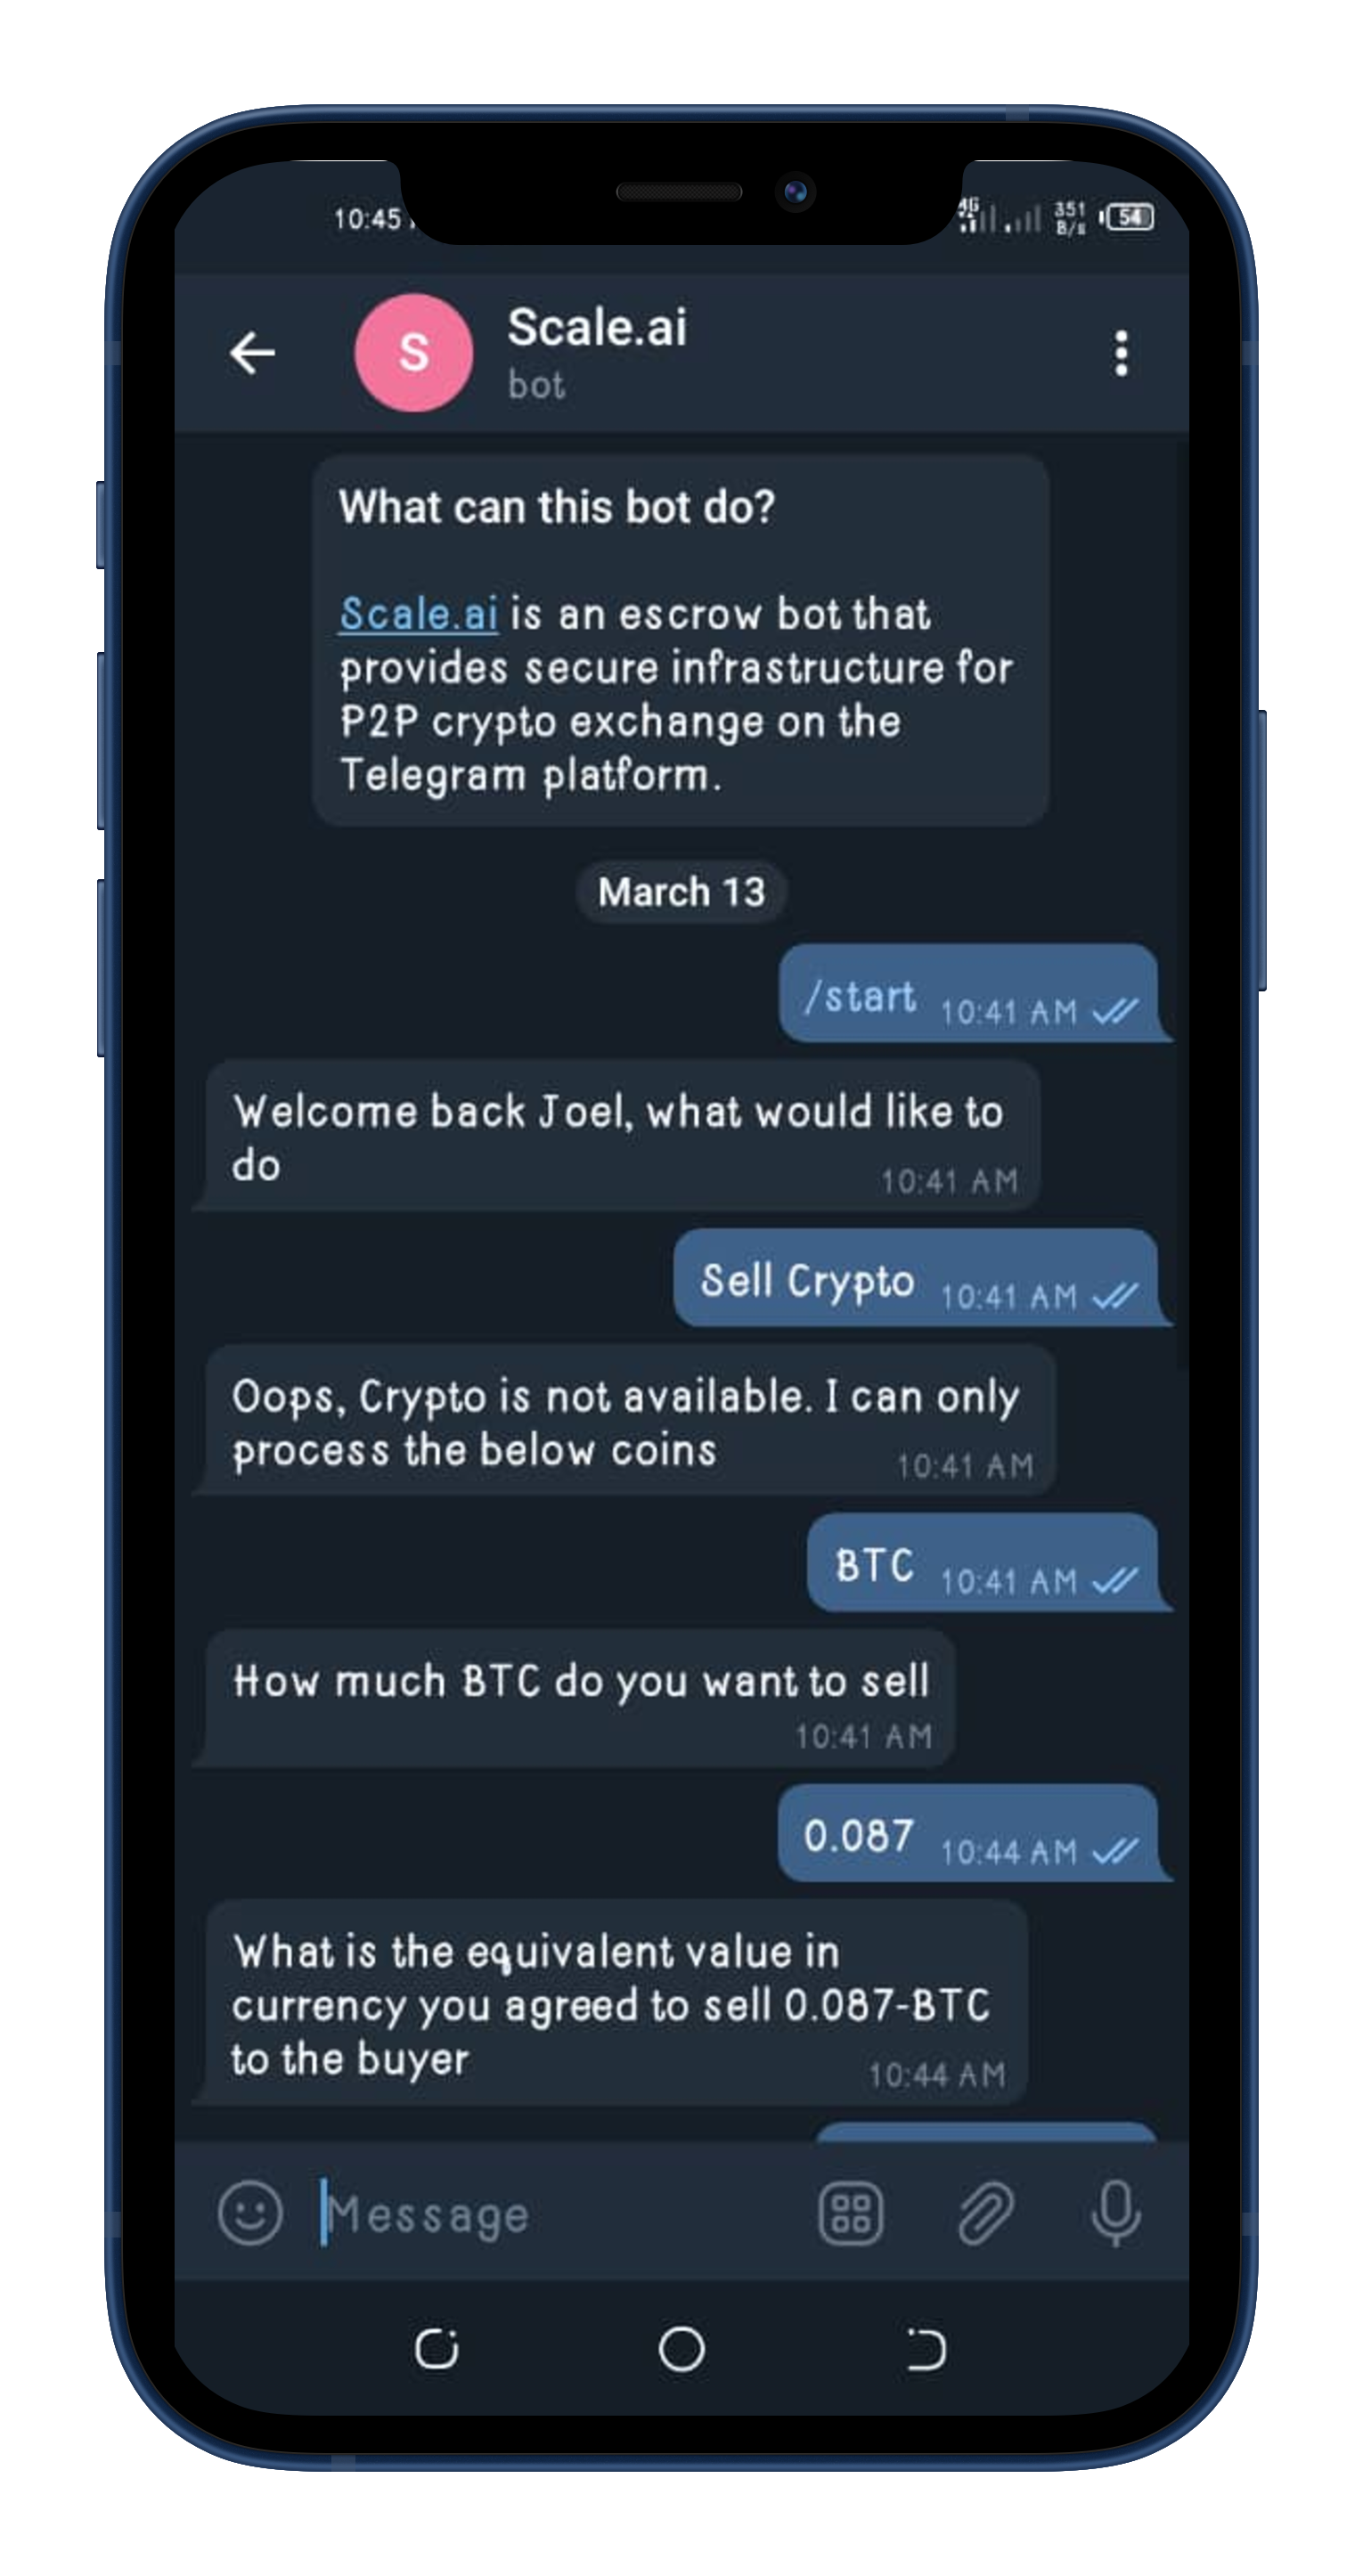 10:45
4G
351
B/s
54
S
Scale.ai
bot
What can this bot do?
Scale.ai is an escrow bot that
provides secure infrastructure for
P2P crypto exchange on the
Telegram platform.
March 13
/start 10:41 AM
Welcome back Joel, what would like to
do
10:41 AM
Sell Crypto 10:41 AM
Oops, Crypto is not available. I can only
process the below coins
10:41 AM
BTC 10:41 AM
How much BTC do you want to sell
10:41 AM
0.087 10:44 AM
What is the equivalent value in
currency you agreed to sell 0.087-BTC
to the buyer
10:44 AM
Message